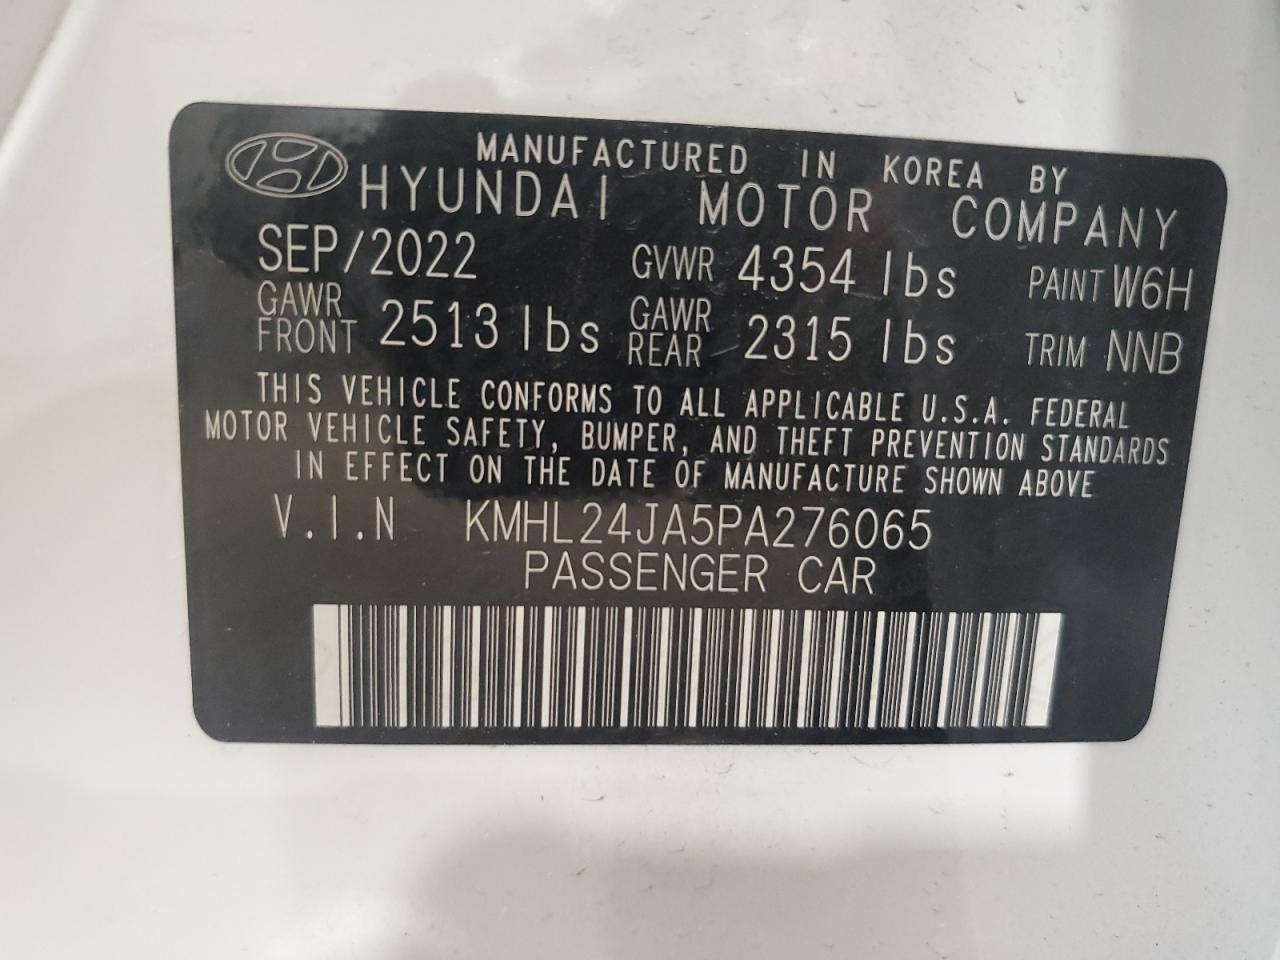 MANUFACTURED IN KOREA BY
HYUNDAI MOTOR COMPANY
SEP/2022 GVWR 4354 lbs PAINT W6H
GAWR FRONT 2513 lbs GAWR REAR 2315 lbs TRIM NNB
THIS VEHICLE CONFORMS TO ALL APPLICABLE U.S.A. FEDERAL
MOTOR VEHICLE SAFETY, BUMPER, AND THEFT PREVENTION STANDARDS
IN EFFECT ON THE DATE OF MANUFACTURE SHOWN ABOVE
V.I.N KMHL24JA5PA276065
PASSENGER CAR